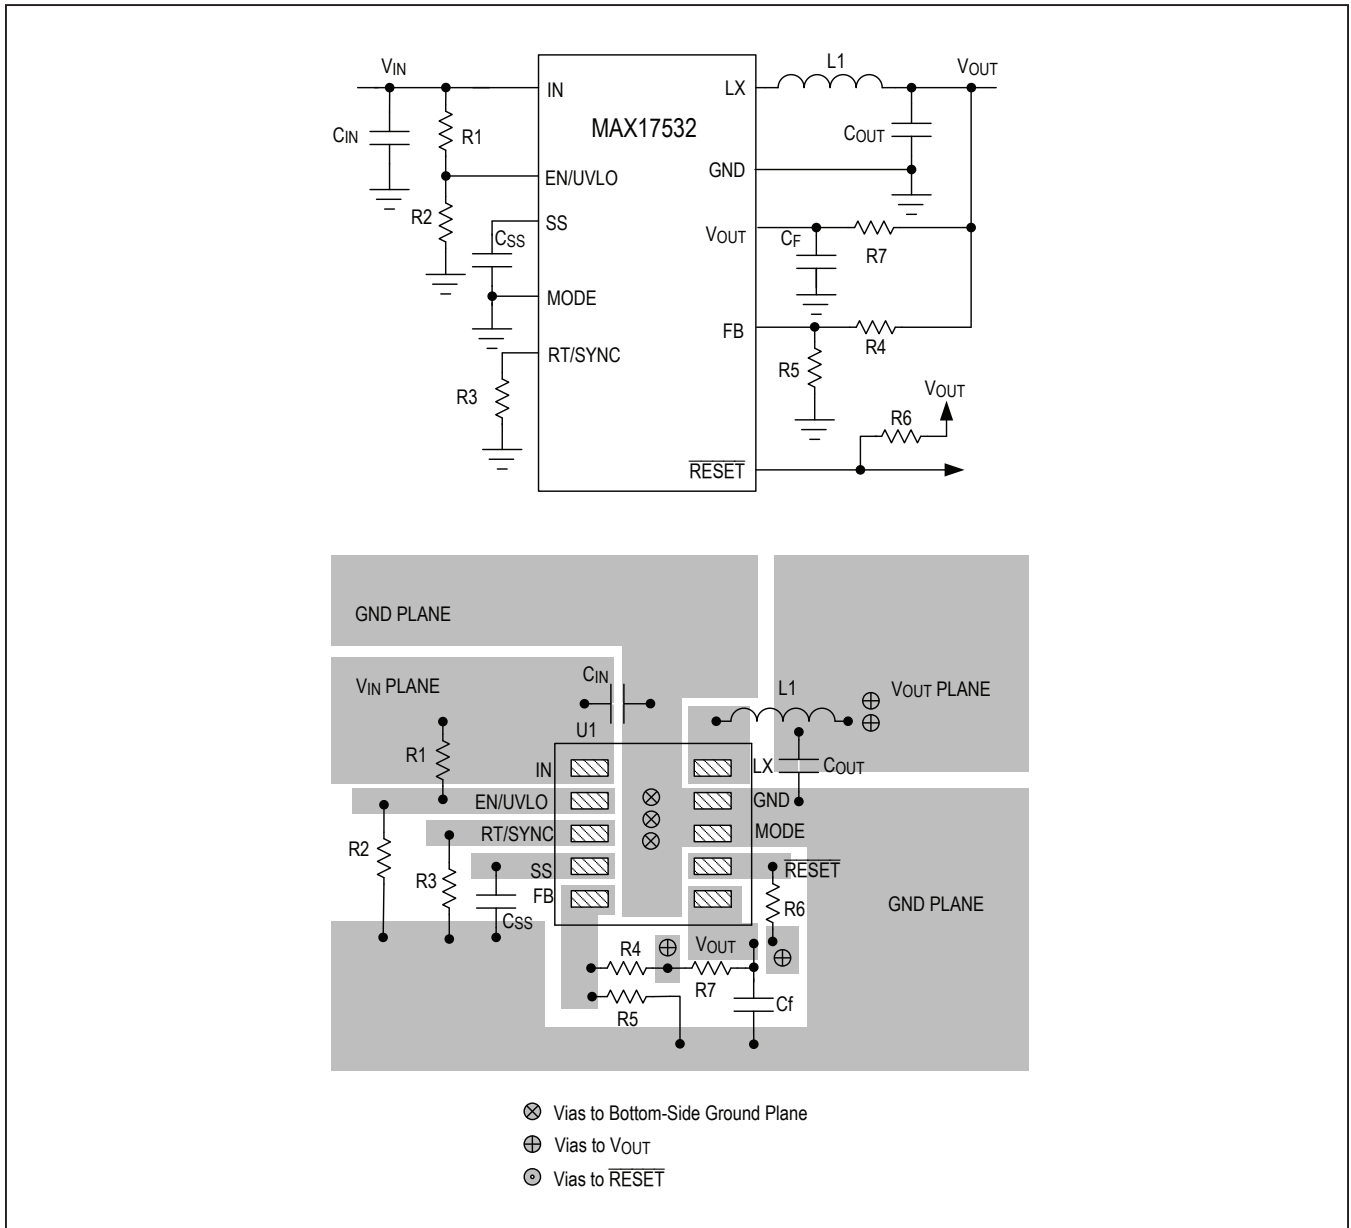 VIN
L1
VOUT
IN
LX
MAX17532
CIN
R1
COUT
EN/UVLO
GND
R2
SS
CSS
VOUT
CF
R7
MODE
FB
R4
RT/SYNC
R5
R3
VOUT
R6
RESET
GND PLANE
VIN PLANE
CIN
L1
VOUT PLANE
U1
R1
IN
LX
COUT
EN/UVLO
GND
RT/SYNC
MODE
R2
SS
RESET
R3
FB
CSS
R6
GND PLANE
R4
VOUT
R7
Cf
R5
Vias to Bottom-Side Ground Plane
Vias to VOUT
Vias to RESET